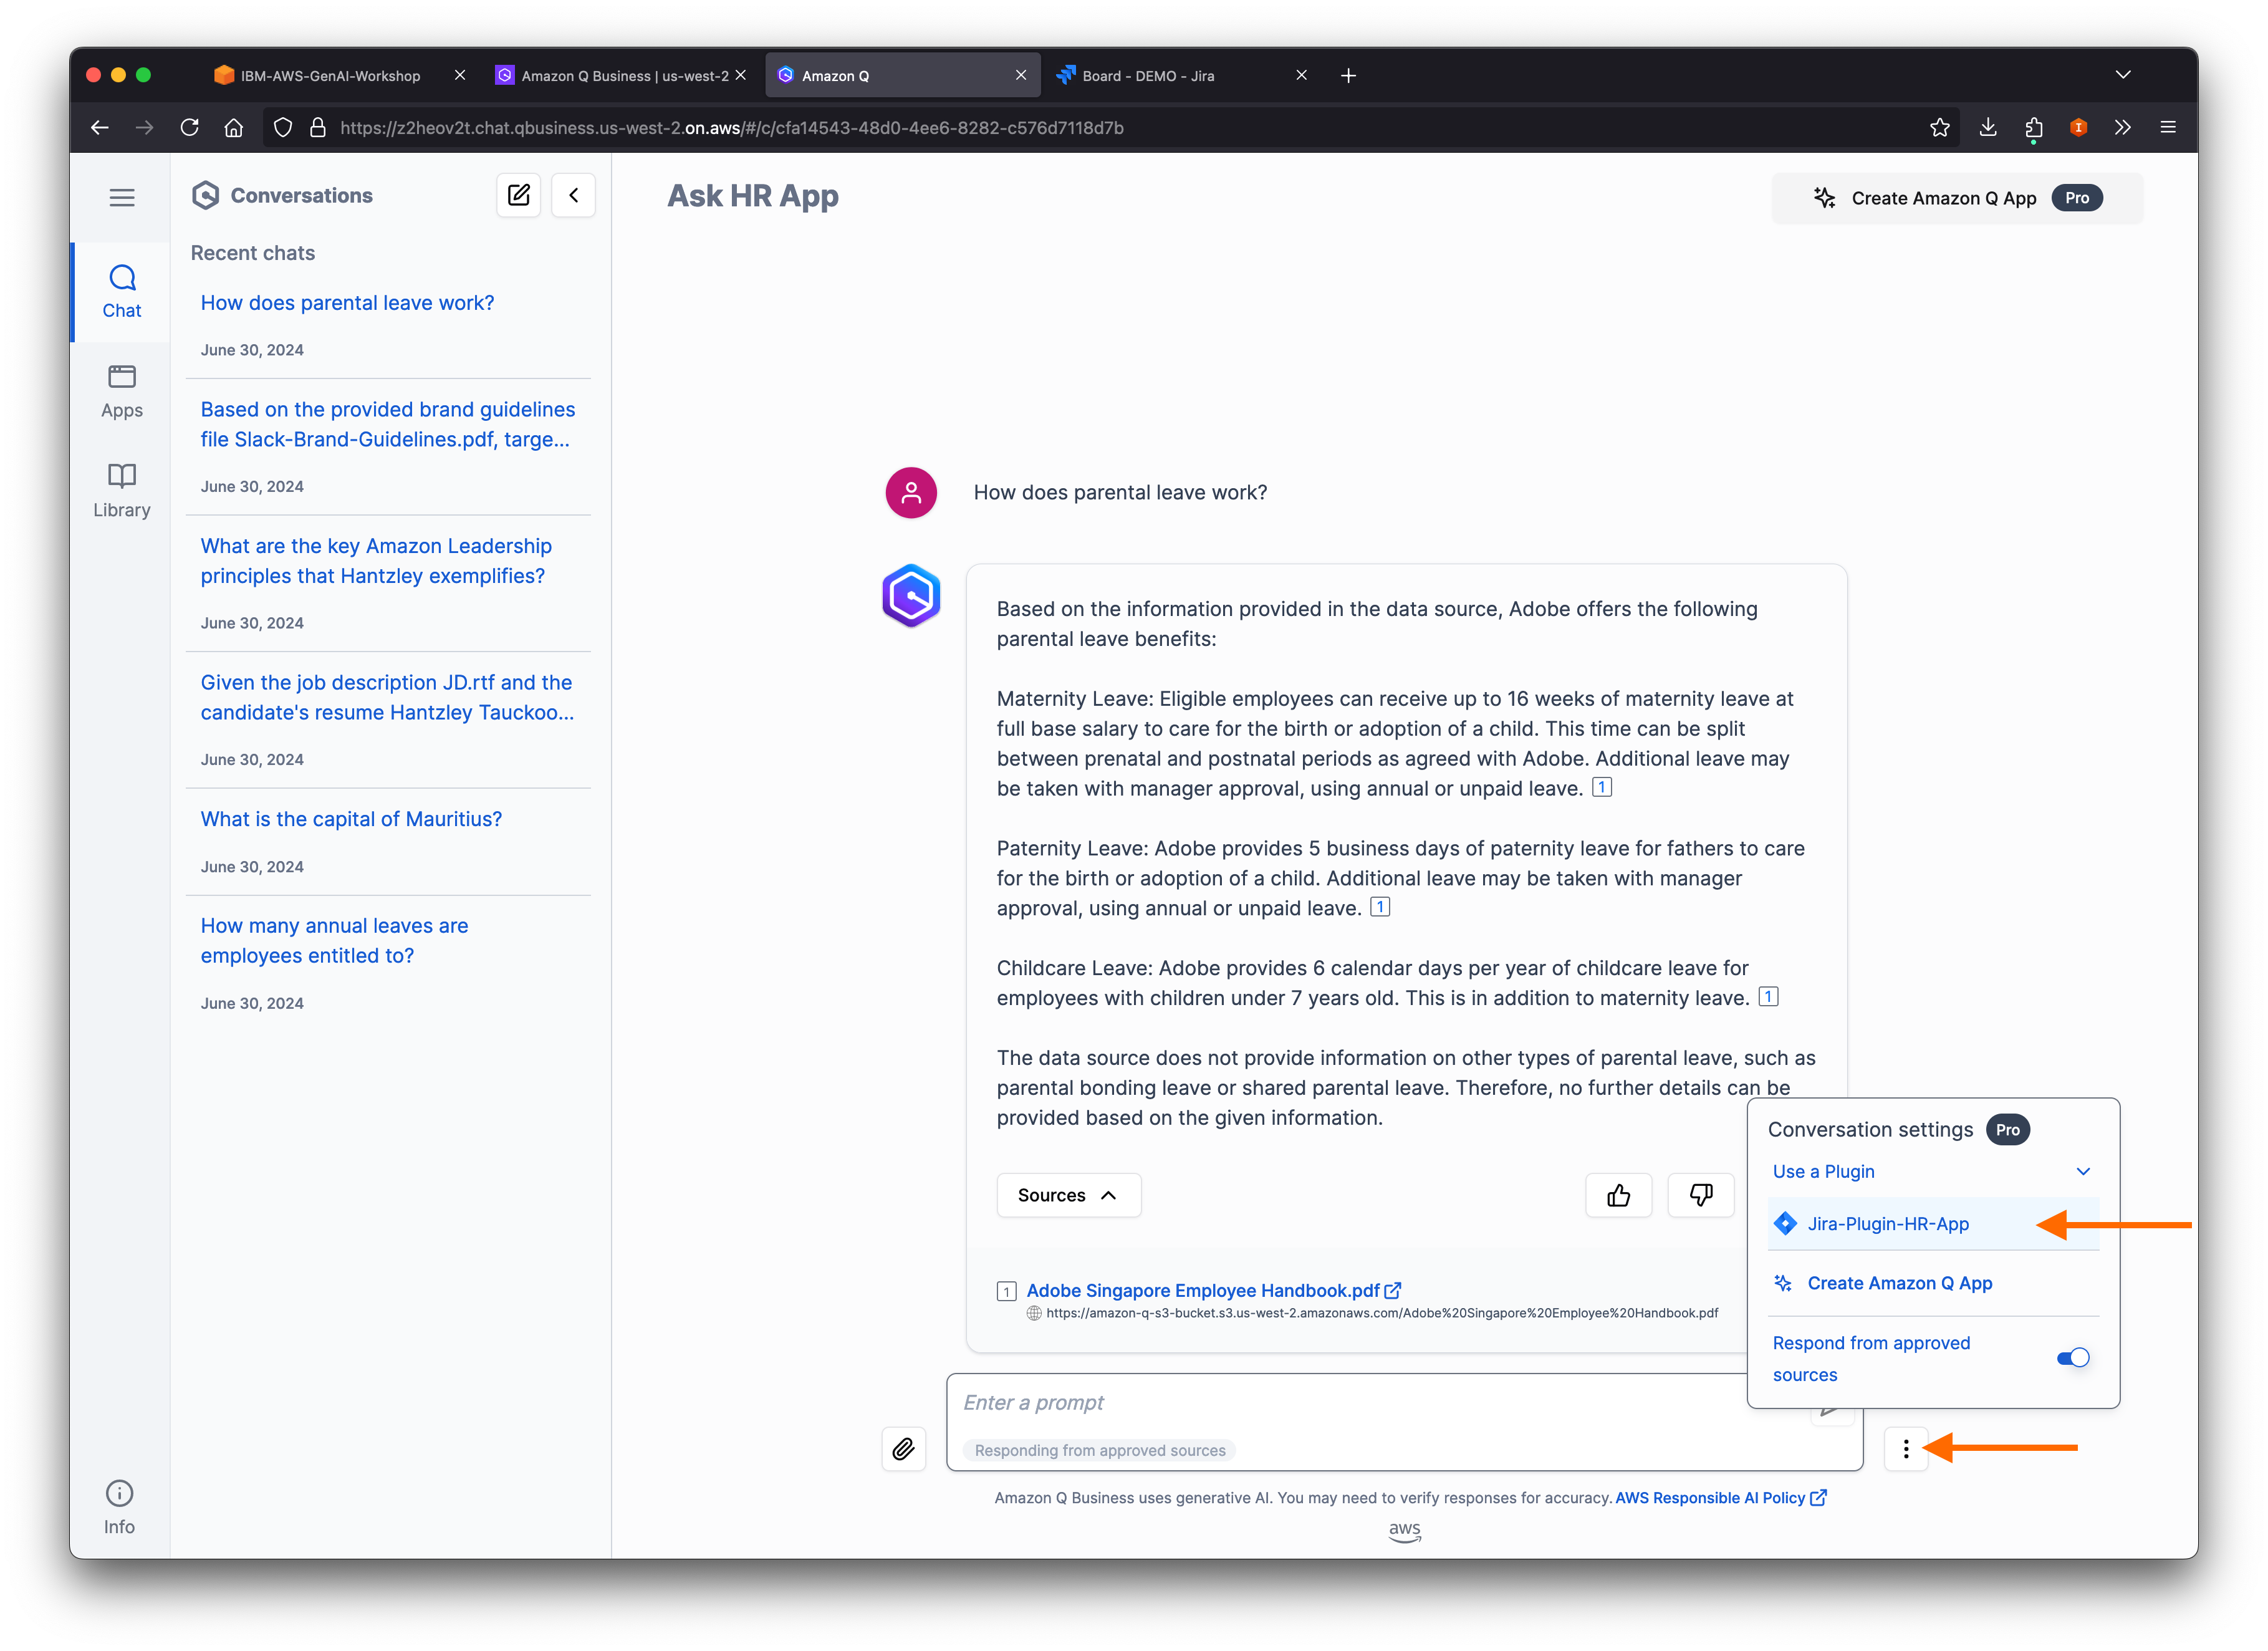 IBM-AWS-GenAI-Workshop
Amazon Q Business | us-west-2
Amazon Q
Board - DEMO - Jira
https://z2heov2t.chat.qbusiness.us-west-2.on.aws/#/c/cfa14543-48d0-4ee6-8282-c576d7118d7b
Conversations
Ask HR App
Create Amazon Q App
Pro
Chat
Apps
Library
Info
Recent chats
How does parental leave work?
June 30, 2024
Based on the provided brand guidelines
file Slack-Brand-Guidelines.pdf, targe...
June 30, 2024
What are the key Amazon Leadership
principles that Hantzley exemplifies?
June 30, 2024
Given the job description JD.rtf and the
candidate's resume Hantzley Tauckoo...
June 30, 2024
What is the capital of Mauritius?
June 30, 2024
How many annual leaves are
employees entitled to?
June 30, 2024
How does parental leave work?
Based on the information provided in the data source, Adobe offers the following
parental leave benefits:
Maternity Leave: Eligible employees can receive up to 16 weeks of maternity leave at
full base salary to care for the birth or adoption of a child. This time can be split
between prenatal and postnatal periods as agreed with Adobe. Additional leave may
be taken with manager approval, using annual or unpaid leave. 1
Paternity Leave: Adobe provides 5 business days of paternity leave for fathers to care
for the birth or adoption of a child. Additional leave may be taken with manager
approval, using annual or unpaid leave. 1
Childcare Leave: Adobe provides 6 calendar days per year of childcare leave for
employees with children under 7 years old. This is in addition to maternity leave. 1
The data source does not provide information on other types of parental leave, such as
parental bonding leave or shared parental leave. Therefore, no further details can be
provided based on the given information.
Sources
1 Adobe Singapore Employee Handbook.pdf
https://amazon-q-s3-bucket.s3.us-west-2.amazonaws.com/Adobe%20Singapore%20Employee%20Handbook.pdf
Conversation settings
Pro
Use a Plugin
Jira-Plugin-HR-App
Create Amazon Q App
Respond from approved
sources
Enter a prompt
Responding from approved sources
Amazon Q Business uses generative AI. You may need to verify responses for accuracy. AWS Responsible AI Policy
aws